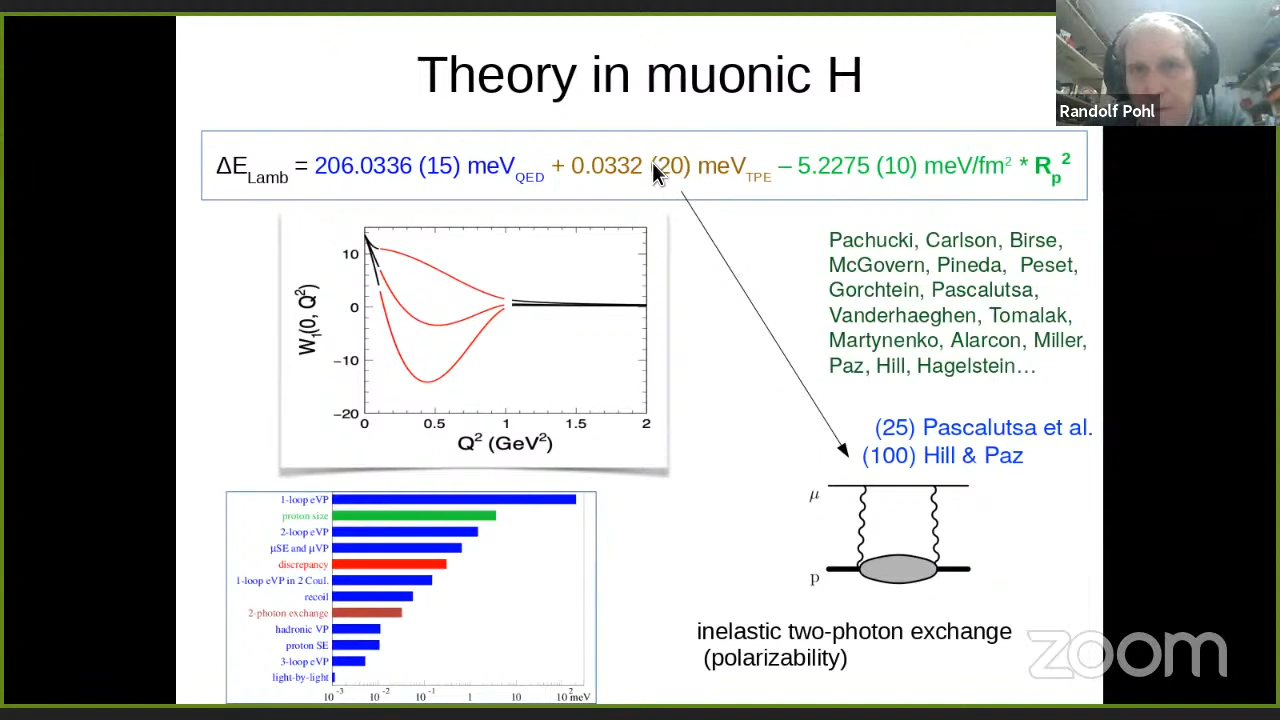 Theory in muonic H
Randolf Pohl
ΔE_Lamb = 206.0336 (15) meV_QED + 0.0332 (20) meV_TPE – 5.2275 (10) meV/fm² * R_p²
10
0
−10
−20
0 0.5 1 1.5 2
W₁(0, Q²)
Q² (GeV²)
Pachucki, Carlson, Birse,
McGovern, Pineda, Peset,
Gorchtein, Pascalutsa,
Vanderhaeghen, Tomalak,
Martynenko, Alarcon, Miller,
Paz, Hill, Hagelstein…
(25) Pascalutsa et al.
(100) Hill & Paz
μ
p
inelastic two-photon exchange
(polarizability)
1-loop eVP
proton size
2-loop eVP
μSE and μVP
discrepancy
1-loop eVP in 2 Coul.
recoil
2-photon exchange
hadronic VP
proton SE
3-loop eVP
light-by-light
10⁻³ 10⁻² 10⁻¹ 1 10 10² meV
zoom